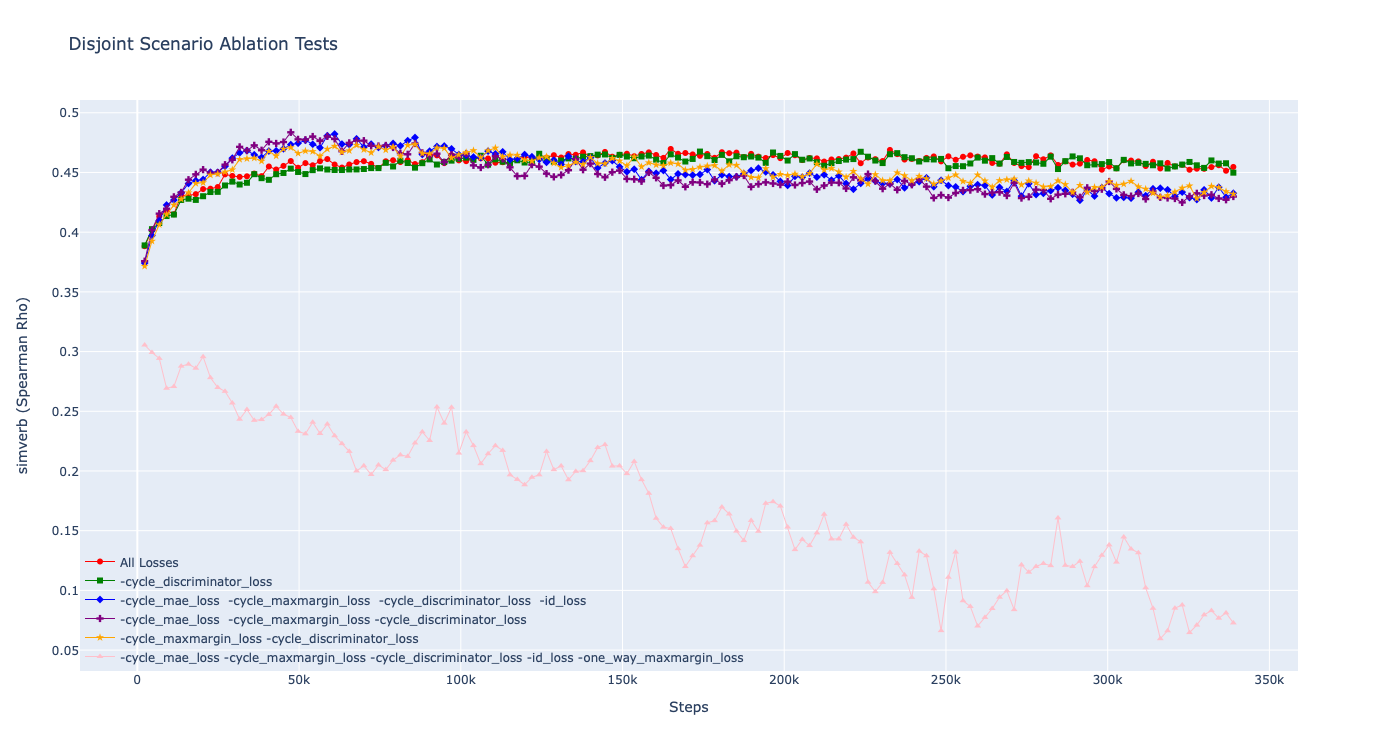 Disjoint Scenario Ablation Tests
0.5
0.45
0.4
0.35
0.3
0.25
0.2
0.15
0.1
0.05
simverb (Spearman Rho)
All Losses
-cycle_discriminator_loss
-cycle_mae_loss -cycle_maxmargin_loss -cycle_discriminator_loss -id_loss
-cycle_mae_loss -cycle_maxmargin_loss -cycle_discriminator_loss
-cycle_maxmargin_loss -cycle_discriminator_loss
-cycle_mae_loss -cycle_maxmargin_loss -cycle_discriminator_loss -id_loss -one_way_maxmargin_loss
0 50k 100k 150k 200k 250k 300k 350k
Steps